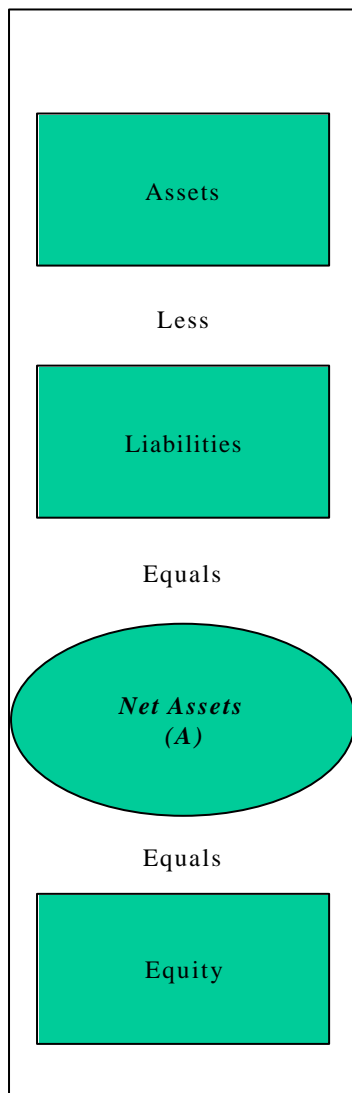 Assets
Less
Liabilities
Equals
Net Assets
(A)
Equals
Equity